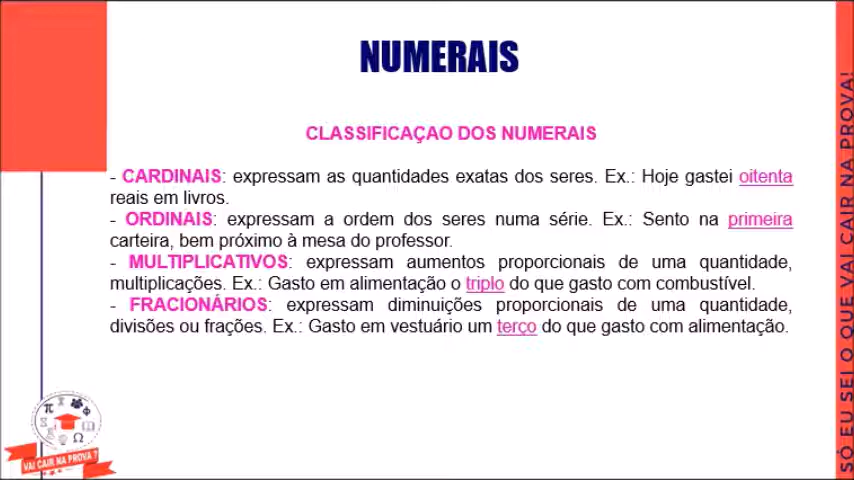 NUMERAIS
CLASSIFICAÇAO DOS NUMERAIS
- CARDINAIS: expressam as quantidades exatas dos seres. Ex.: Hoje gastei oitenta
reais em livros.
- ORDINAIS: expressam a ordem dos seres numa série. Ex.: Sento na primeira
carteira, bem próximo à mesa do professor.
- MULTIPLICATIVOS: expressam aumentos proporcionais de uma quantidade,
multiplicações. Ex.: Gasto em alimentação o triplo do que gasto com combustível.
- FRACIONÁRIOS: expressam diminuições proporcionais de uma quantidade,
divisões ou frações. Ex.: Gasto em vestuário um terço do que gasto com alimentação.
VAI CAIR NA PROVA ?
SÓ EU SEI O QUE VAI CAIR NA PROVA!